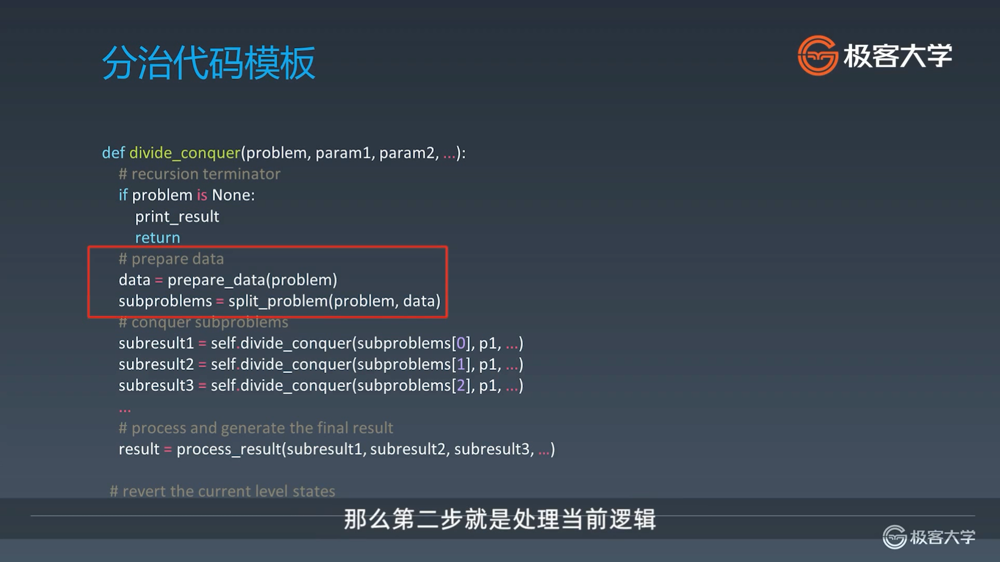 分治代码模板
极客大学
def divide_conquer(problem, param1, param2, ...):
# recursion terminator
if problem is None:
print_result
return
# prepare data
data = prepare_data(problem)
subproblems = split_problem(problem, data)
# conquer subproblems
subresult1 = self.divide_conquer(subproblems[0], p1, ...)
subresult2 = self.divide_conquer(subproblems[1], p1, ...)
subresult3 = self.divide_conquer(subproblems[2], p1, ...)
...
# process and generate the final result
result = process_result(subresult1, subresult2, subresult3, ...)
# revert the current level states
那么第二步就是处理当前逻辑
极客大学